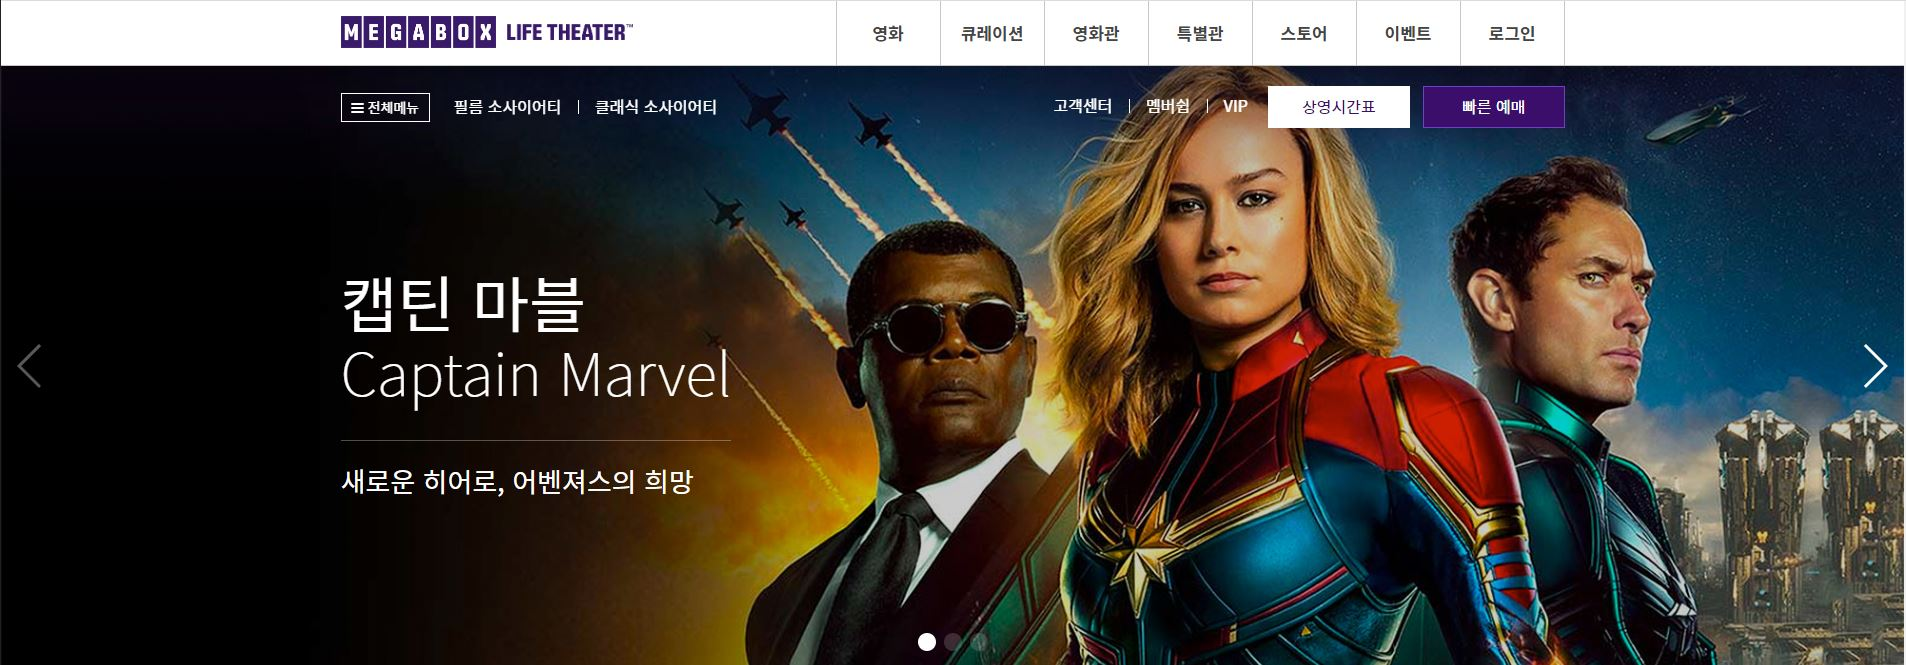 MEGABOX LIFE THEATER™
영화 큐레이션 영화관 특별관 스토어 이벤트 로그인
전체메뉴 필름 소사이어티 클래식 소사이어티 고객센터 멤버쉽 VIP 상영시간표 빠른 예매
캡틴 마블
Captain Marvel
새로운 히어로, 어벤져스의 희망